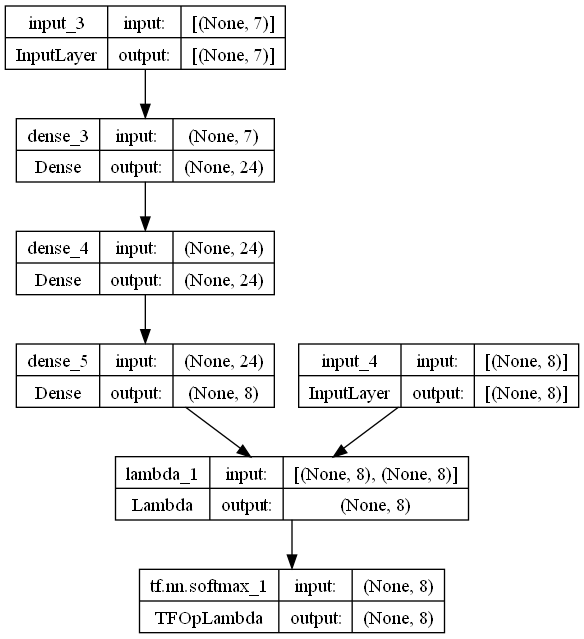 input_3 input: [(None, 7)]
InputLayer output: [(None, 7)]
dense_3 input: (None, 7)
Dense output: (None, 24)
dense_4 input: (None, 24)
Dense output: (None, 24)
dense_5 input: (None, 24)
Dense output: (None, 8)
input_4 input: [(None, 8)]
InputLayer output: [(None, 8)]
lambda_1 input: [(None, 8), (None, 8)]
Lambda output: (None, 8)
tf.nn.softmax_1 input: (None, 8)
TFOpLambda output: (None, 8)